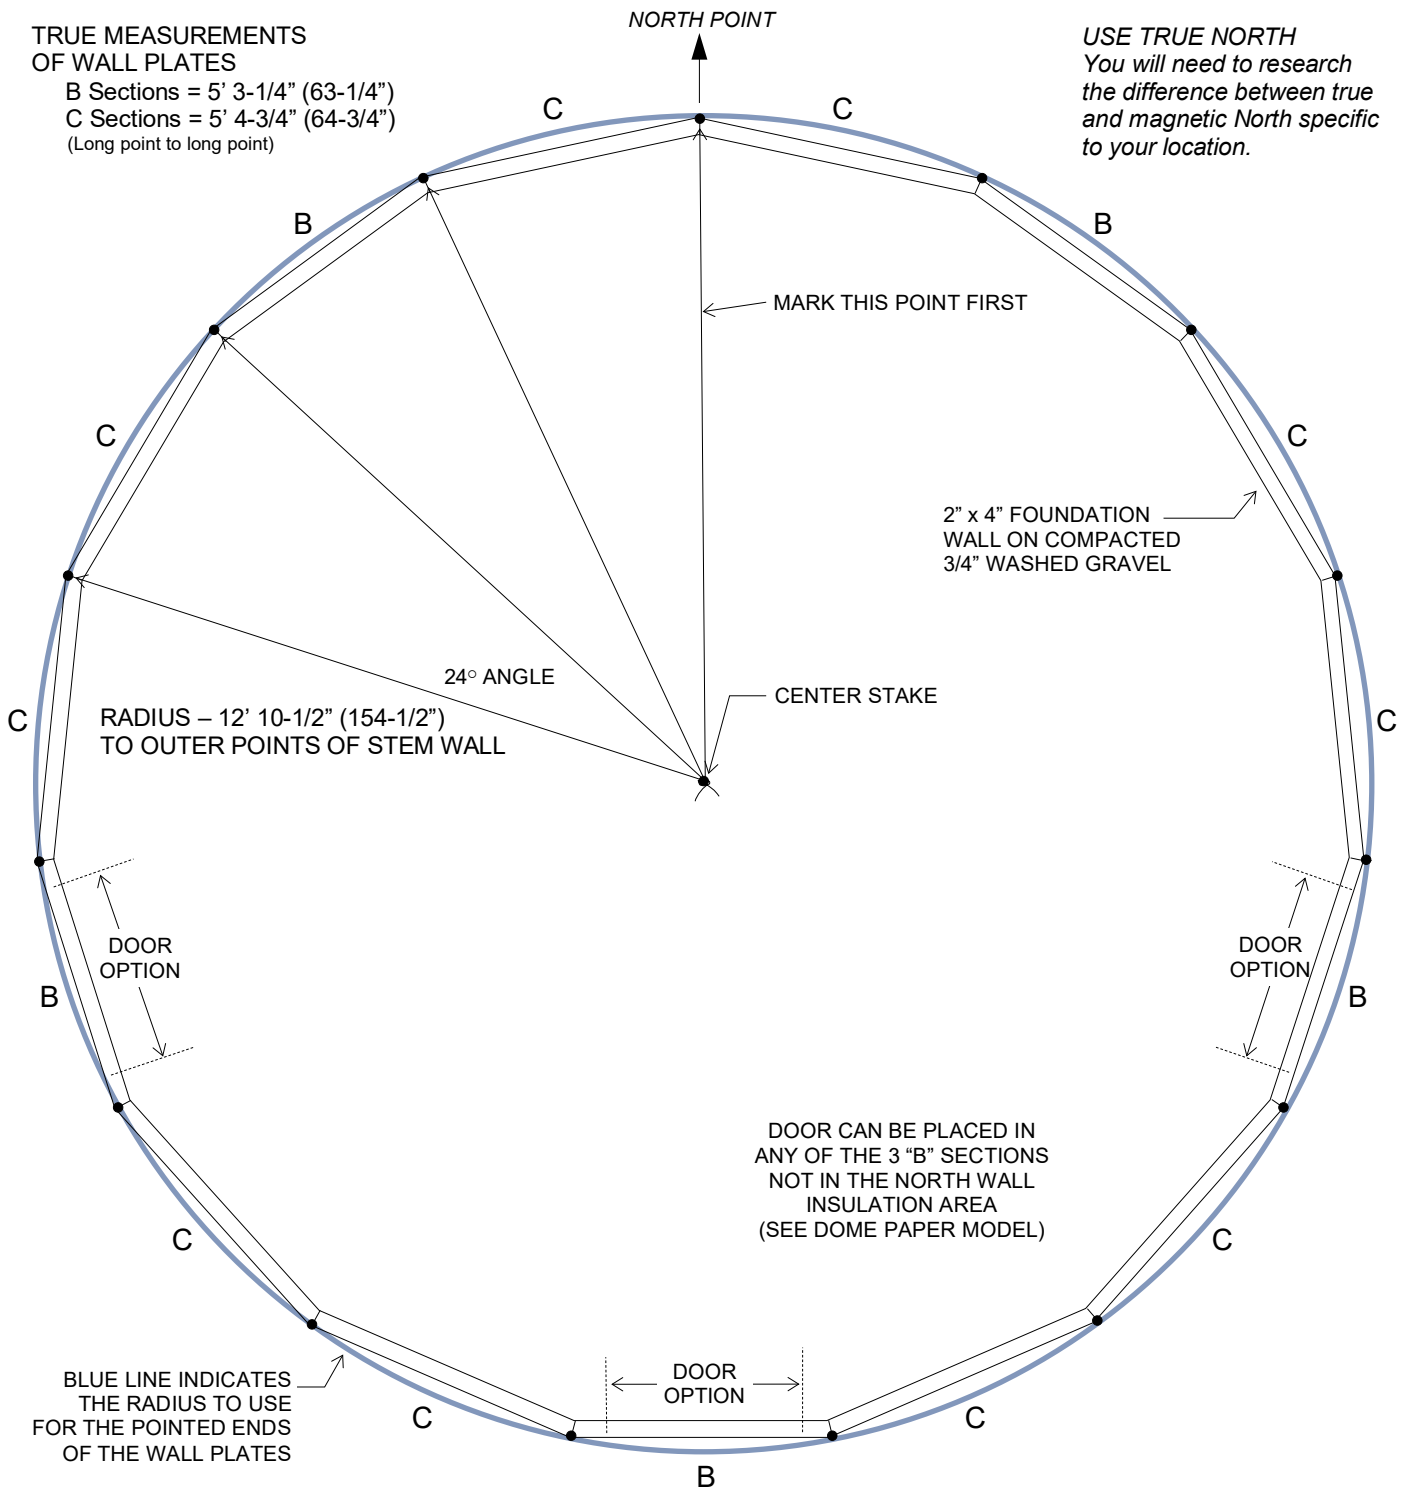 NORTH POINT
TRUE MEASUREMENTS
OF WALL PLATES
B Sections = 5’ 3-1/4” (63-1/4”)
C Sections = 5’ 4-3/4” (64-3/4”)
(Long point to long point)
USE TRUE NORTH
You will need to research
the difference between true
and magnetic North specific
to your location.
C
C
B
B
MARK THIS POINT FIRST
C
C
2” x 4” FOUNDATION
WALL ON COMPACTED
3/4” WASHED GRAVEL
24° ANGLE
CENTER STAKE
C
RADIUS – 12’ 10-1/2” (154-1/2”)
TO OUTER POINTS OF STEM WALL
C
DOOR
OPTION
DOOR
OPTION
B
B
DOOR CAN BE PLACED IN
ANY OF THE 3 “B” SECTIONS
NOT IN THE NORTH WALL
INSULATION AREA
(SEE DOME PAPER MODEL)
C
C
BLUE LINE INDICATES
THE RADIUS TO USE
FOR THE POINTED ENDS
OF THE WALL PLATES
DOOR
OPTION
C
C
B